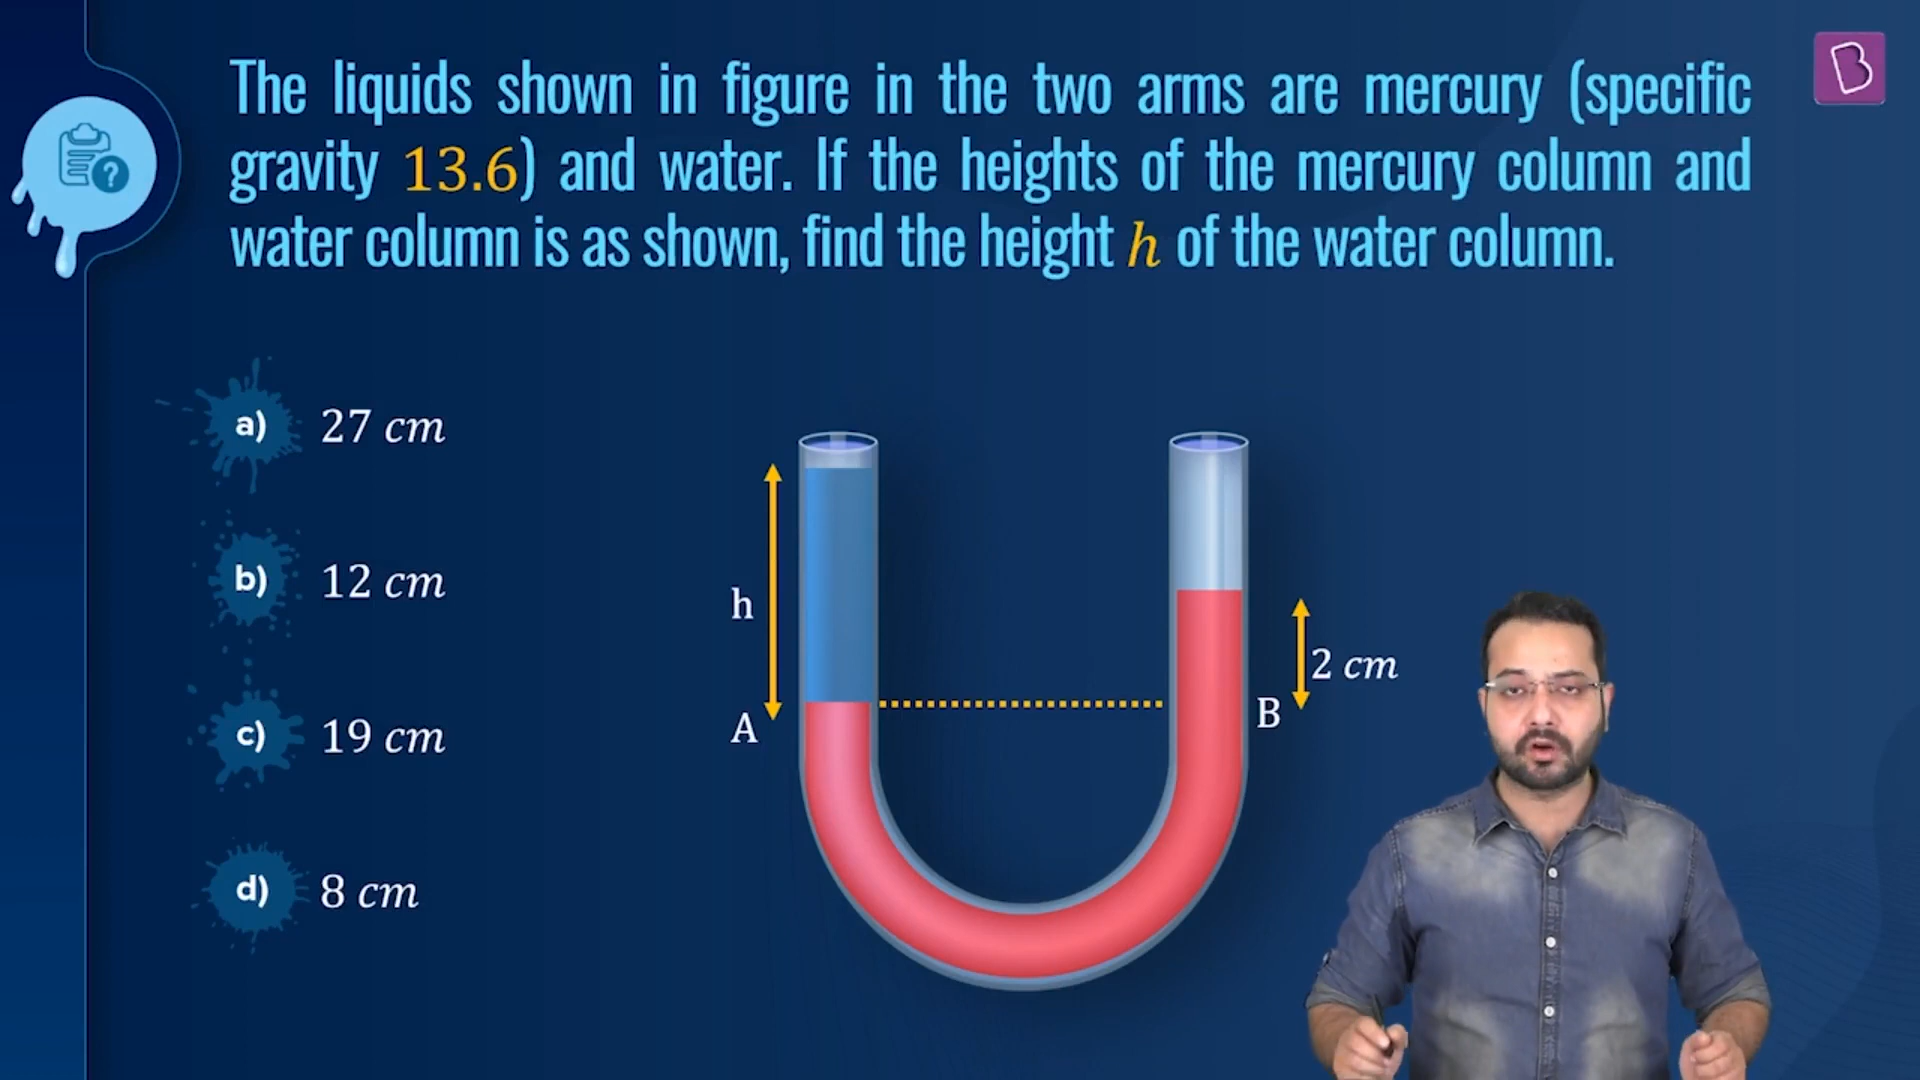 The liquids shown in figure in the two arms are mercury (specific
gravity 13.6) and water. If the heights of the mercury column and
water column is as shown, find the height h of the water column.
a) 27 cm
b) 12 cm
c) 19 cm
d) 8 cm
h
A
B
2 cm
?
B